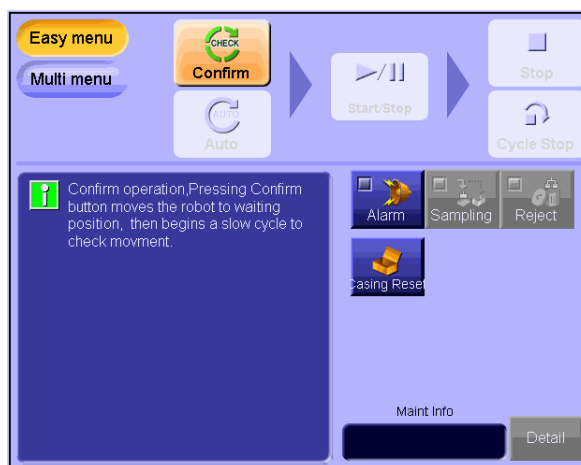 Easy menu
Multi menu
CHECK
Confirm
AUTO
Auto
Start/Stop
Stop
Cycle Stop
i
Confirm operation,Pressing Confirm
button moves the robot to waiting
position, then begins a slow cycle to
check movment.
Alarm
Sampling
Reject
Casing Reset
Maint Info
Detail